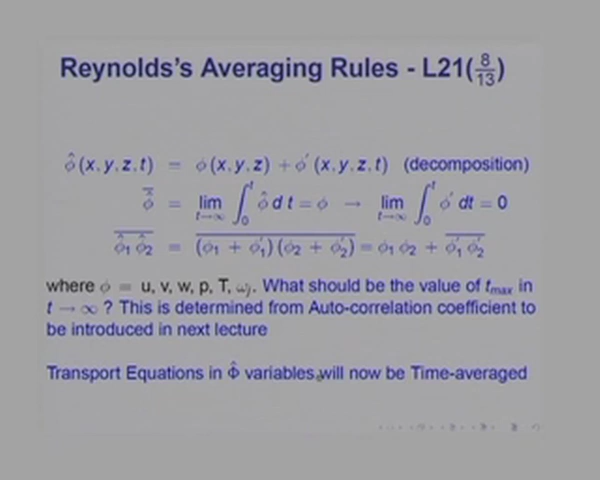 Reynolds's Averaging Rules - L21(8/13)
φ̂ (x, y, z, t) = φ (x, y, z) + φ′ (x, y, z, t) (decomposition)
φ̂̅ = lim t→∞ ∫₀ᵗ φ̂ d t = φ → lim t→∞ ∫₀ᵗ φ′ dt = 0
φ̂₁ φ̂₂ = (φ₁ + φ′₁) (φ₂ + φ′₂) = φ₁ φ₂ + φ′₁ φ′₂
where φ = u, v, w, p, T, ωⱼ. What should be the value of tmax in
t → ∞ ? This is determined from Auto-correlation coefficient to
be introduced in next lecture
Transport Equations in Φ̂ variables will now be Time-averaged